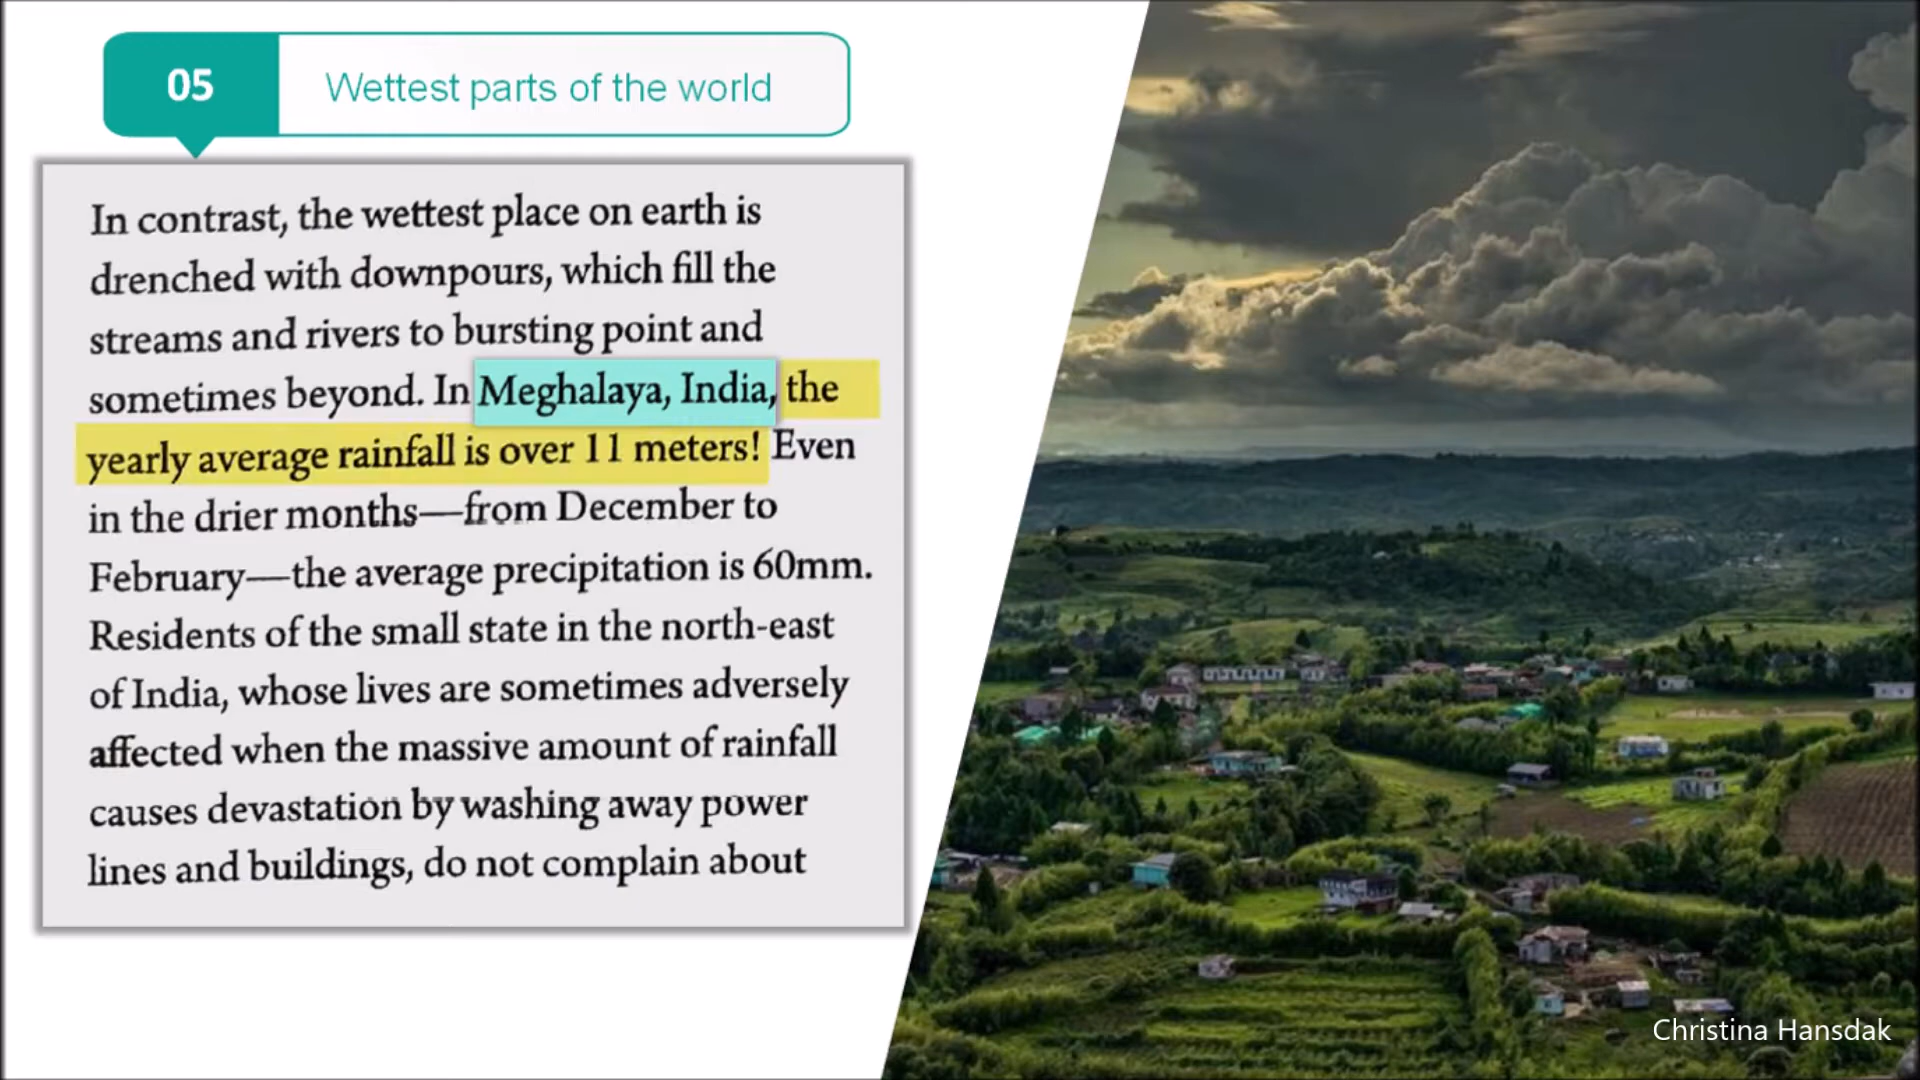 05
Wettest parts of the world
In contrast, the wettest place on earth is
drenched with downpours, which fill the
streams and rivers to bursting point and
sometimes beyond. In Meghalaya, India, the
yearly average rainfall is over 11 meters! Even
in the drier months—from December to
February—the average precipitation is 60mm.
Residents of the small state in the north-east
of India, whose lives are sometimes adversely
affected when the massive amount of rainfall
causes devastation by washing away power
lines and buildings, do not complain about
Christina Hansdak